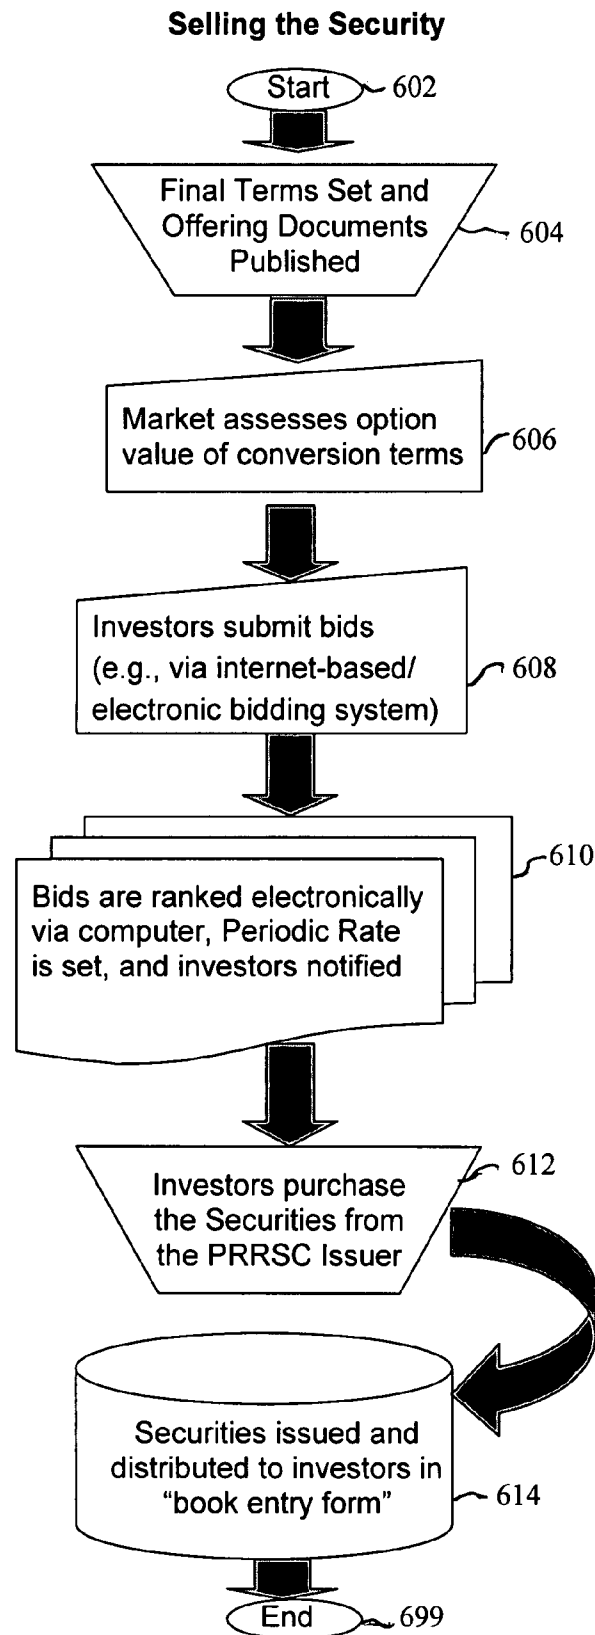 Selling the Security
Start
602
Final Terms Set and
Offering Documents
Published
604
Market assesses option
value of conversion terms
606
Investors submit bids
(e.g., via internet-based/
electronic bidding system)
608
610
Bids are ranked electronically
via computer, Periodic Rate
is set, and investors notified
612
Investors purchase
the Securities from
the PRRSC Issuer
Securities issued and
distributed to investors in
“book entry form”
614
End
699